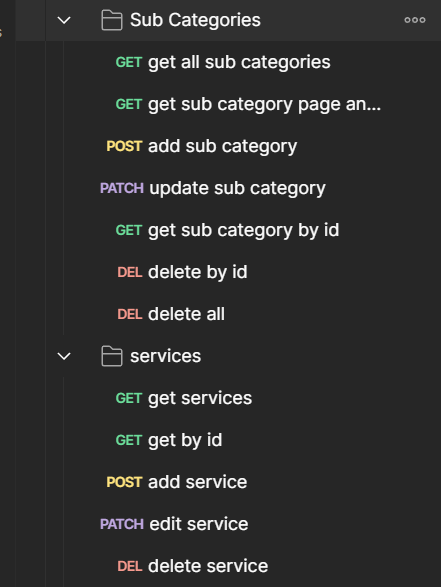 Sub Categories
GET get all sub categories
GET get sub category page an...
POST add sub category
PATCH update sub category
GET get sub category by id
DEL delete by id
DEL delete all
services
GET get services
GET get by id
POST add service
PATCH edit service
DEL delete service